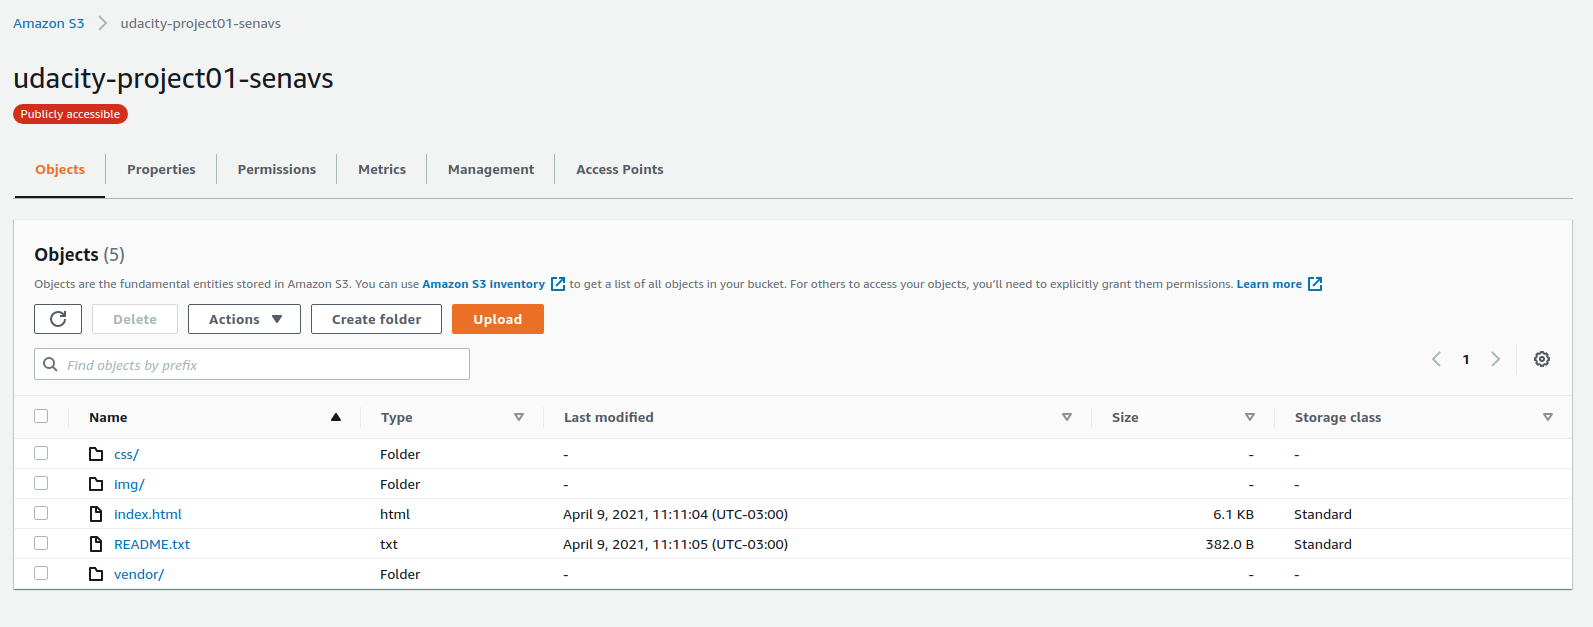 Amazon S3 > udacity-project01-senavs
udacity-project01-senavs
Publicly accessible
Objects Properties Permissions Metrics Management Access Points
Objects (5)
Objects are the fundamental entities stored in Amazon S3. You can use Amazon S3 inventory to get a list of all objects in your bucket. For others to access your objects, you'll need to explicitly grant them permissions. Learn more
Delete Actions Create folder Upload
Find objects by prefix
1
Name Type Last modified Size Storage class
css/ Folder - - -
img/ Folder - - -
index.html html April 9, 2021, 11:11:04 (UTC-03:00) 6.1 KB Standard
README.txt txt April 9, 2021, 11:11:05 (UTC-03:00) 382.0 B Standard
vendor/ Folder - - -